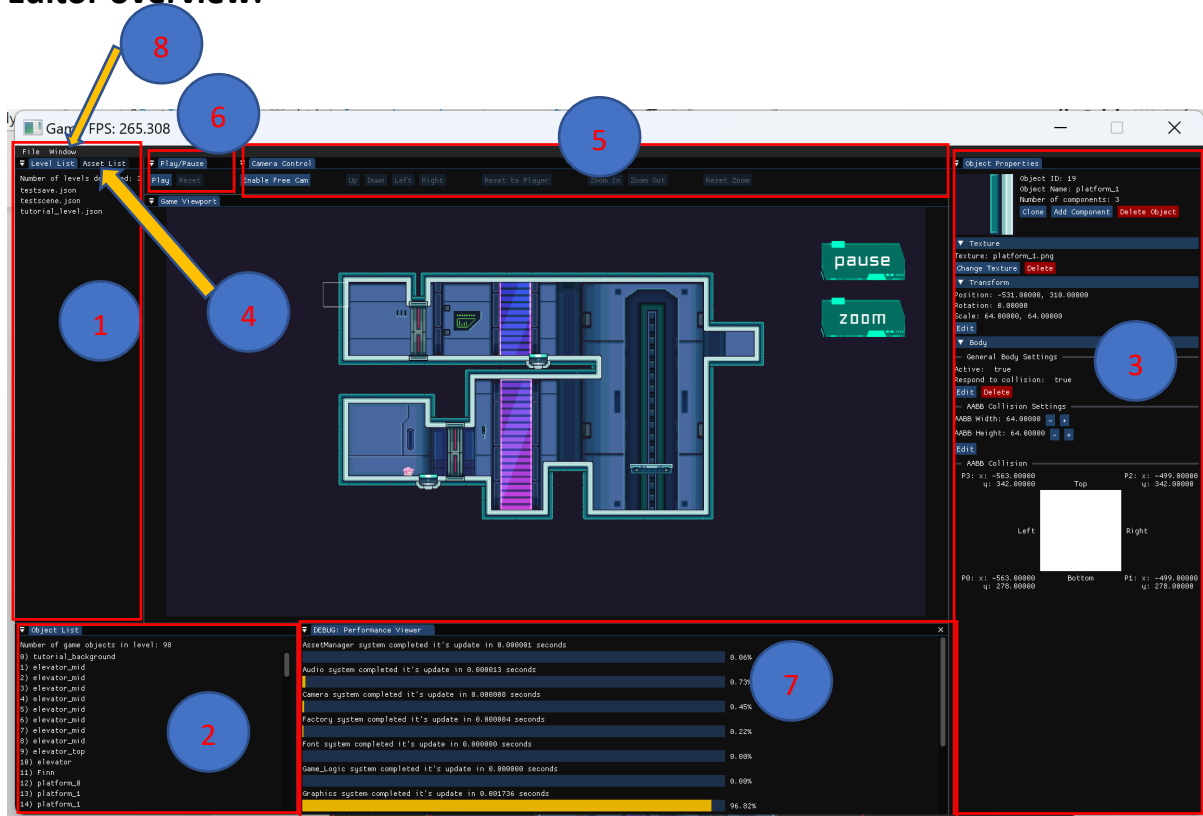 Editor overview:
8
6
5
Game FPS: 265.308
File Window
Level List Asset List
Number of levels 3
testsave.json
testscene.json
tutorial_level.json
Play/Pause
Play Reset
Camera Control
Enable Free Cam Up Down Left Right Reset to Player Zoom In Zoom Out Reset Zoom
Game Viewport
pause
zoom
1
4
Object Properties
Object ID: 19
Object Name: platform_1
Number of components: 3
Clone Add Component Delete Object
Texture
Texture: platform_1.png
Change Texture Delete
Transform
Position: -531.00000, 310.00000
Rotation: 0.00000
Scale: 64.00000, 64.00000
Edit
Body
General Body Settings
Active: true
Respond to collision: true
Edit Delete
3
AABB Collision Settings
AABB Width: 64.00000 - +
AABB Height: 64.00000 - +
Edit
AABB Collision
P3: x: -563.00000 P2: x: -499.00000
y: 342.00000 Top y: 342.00000
Left Right
P0: x: -563.00000 Bottom P1: x: -499.00000
y: 278.00000 y: 278.00000
Object List
Number of game objects in level: 98
0) tutorial_background
1) elevator_mid
2) elevator_mid
3) elevator_mid
4) elevator_mid
5) elevator_mid
6) elevator_mid
7) elevator_mid
8) elevator_mid
9) elevator_top
10) elevator
11) Finn
12) platform_0
13) platform_1
14) platform_1
2
DEBUG: Performance Viewer
AssetManager system completed it's update in 0.000001 seconds
0.06%
Audio system completed it's update in 0.000013 seconds
0.73%
Camera system completed it's update in 0.000008 seconds
0.45%
Factory system completed it's update in 0.000004 seconds
0.22%
Font system completed it's update in 0.000000 seconds
0.00%
Game_Logic system completed it's update in 0.000000 seconds
0.00%
Graphics system completed it's update in 0.001736 seconds
96.82%
7